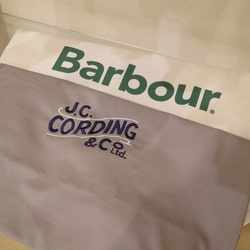 Barbour®
J.C.
CORDING
& Co Ltd.